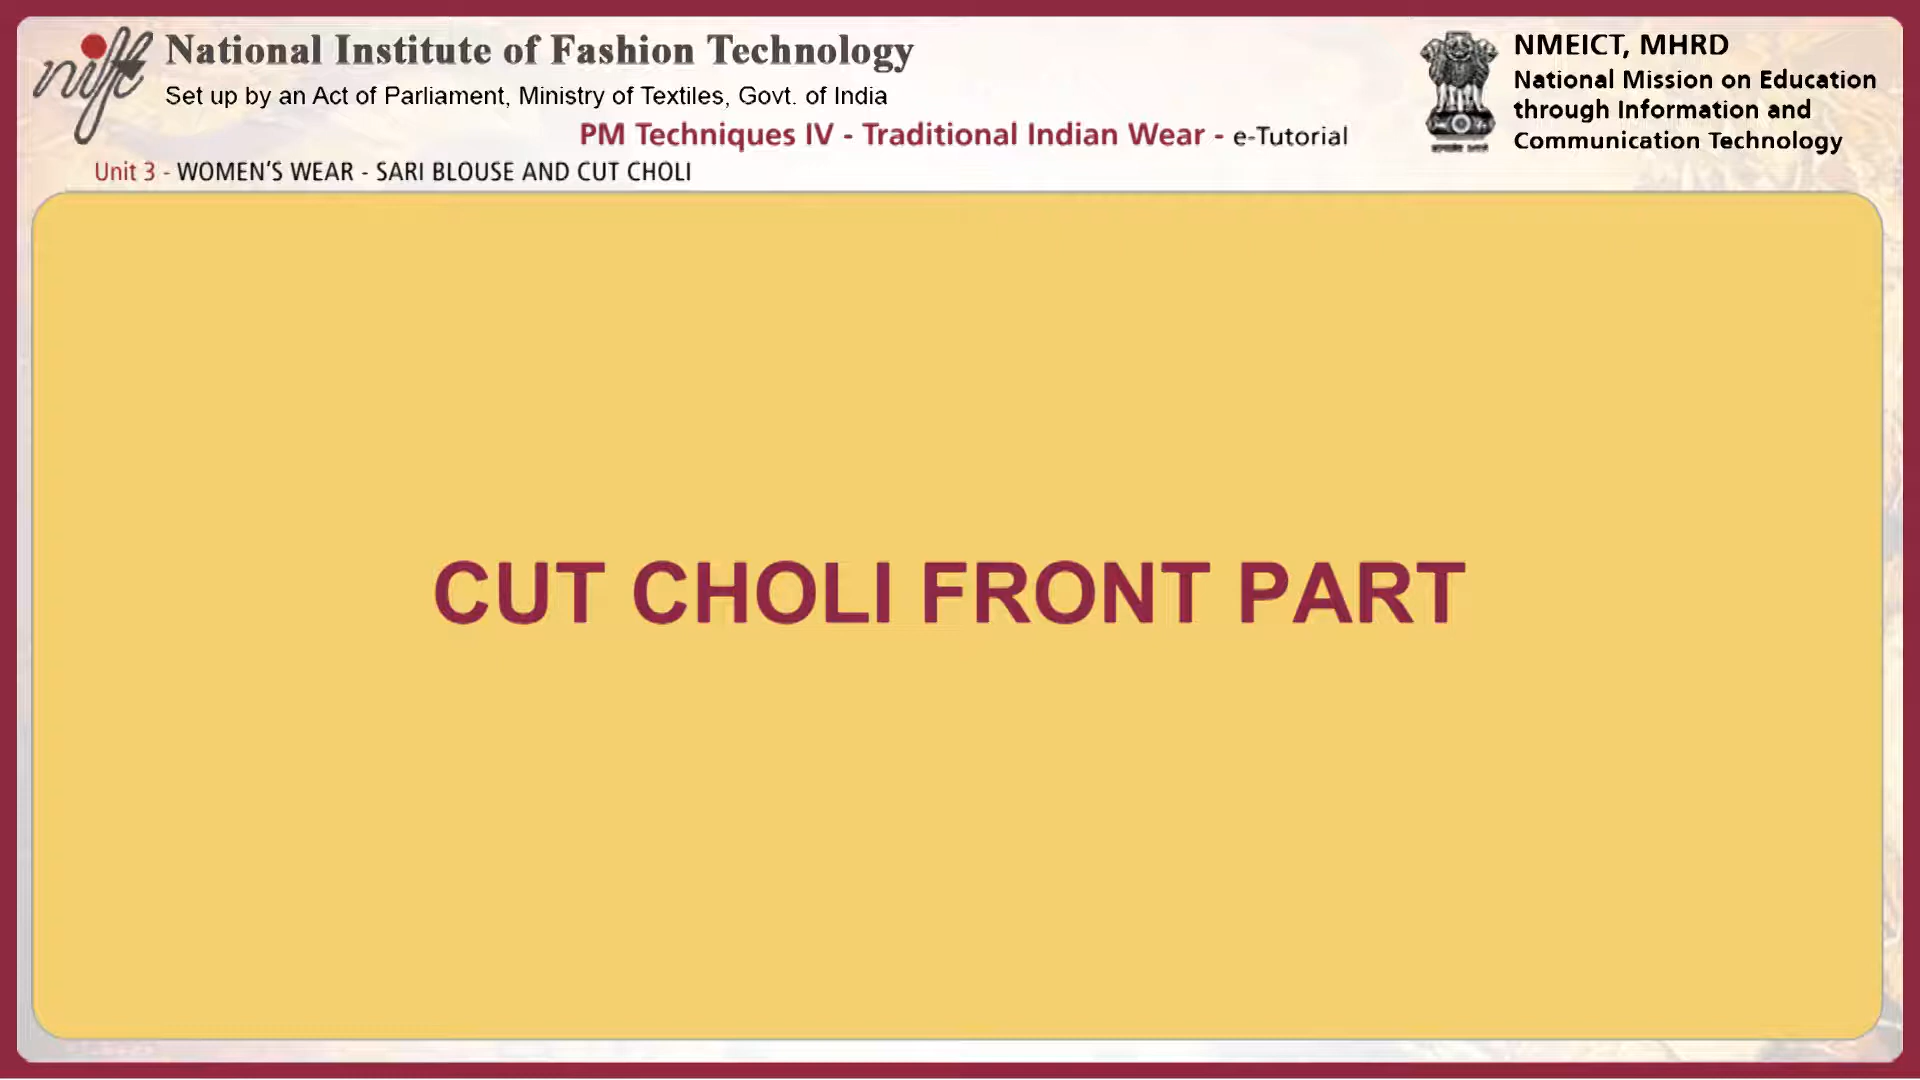 nift
National Institute of Fashion Technology
Set up by an Act of Parliament, Ministry of Textiles, Govt. of India
PM Techniques IV - Traditional Indian Wear - e-Tutorial
Unit 3 - WOMEN'S WEAR - SARI BLOUSE AND CUT CHOLI
NMEICT, MHRD
National Mission on Education
through Information and
Communication Technology
CUT CHOLI FRONT PART